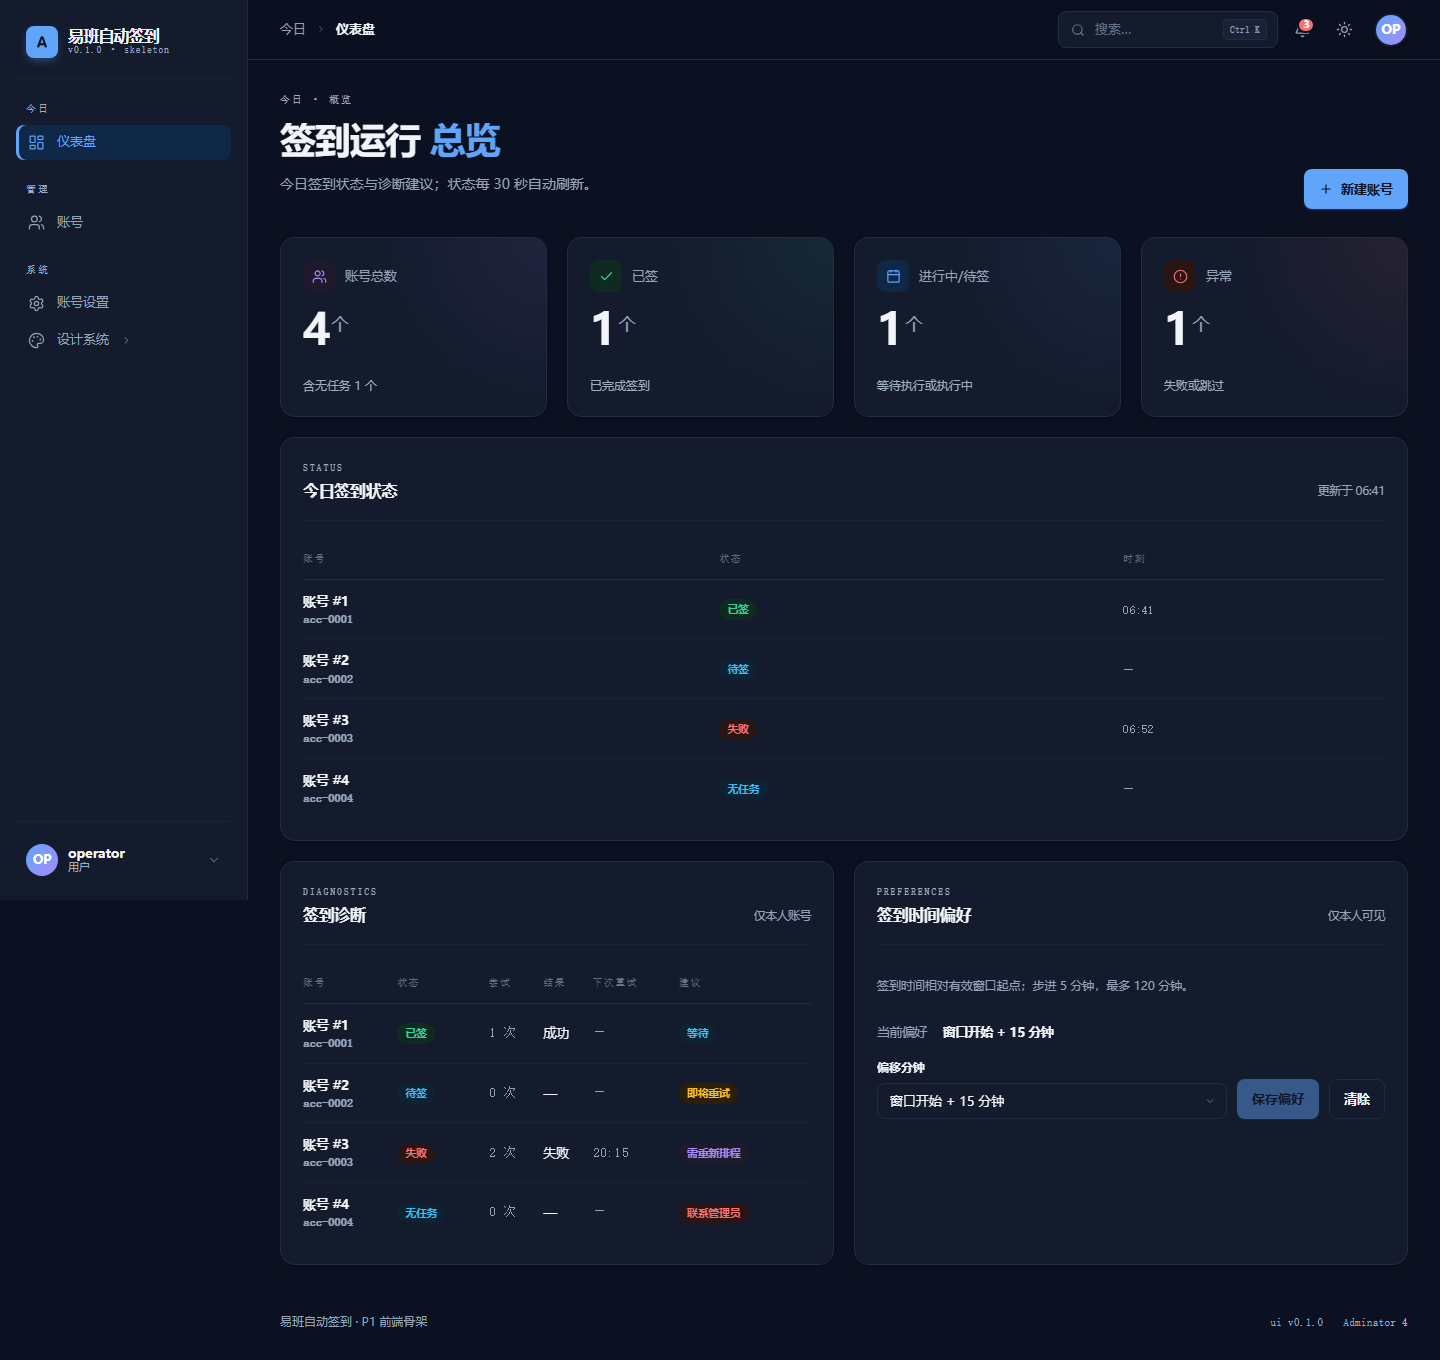 A
易班自动签到
v0.1.0 • skeleton
今日
仪表盘
管理
账号
系统
账号设置
设计系统
OP
operator
用户
今日 › 仪表盘
搜索...
Ctrl K
3
OP
今日 • 概览
签到运行 总览
今日签到状态与诊断建议；状态每 30 秒自动刷新。
新建账号
账号总数
4个
含无任务 1 个
已签
1个
已完成签到
进行中/待签
1个
等待执行或执行中
异常
1个
失败或跳过
STATUS
今日签到状态
更新于 06:41
账号 状态 时刻
账号 #1
acc-0001
已签
06:41
账号 #2
acc-0002
待签
—
账号 #3
acc-0003
失败
06:52
账号 #4
acc-0004
无任务
—
DIAGNOSTICS
签到诊断
仅本人账号
账号 状态 尝试 结果 下次重试 建议
账号 #1
acc-0001
已签 1 次 成功 — 等待
账号 #2
acc-0002
待签 0 次 — — 即将重试
账号 #3
acc-0003
失败 2 次 失败 20:15 需重新排程
账号 #4
acc-0004
无任务 0 次 — — 联系管理员
PREFERENCES
签到时间偏好
仅本人可见
签到时间相对有效窗口起点；步进 5 分钟，最多 120 分钟。
当前偏好 窗口开始 + 15 分钟
偏移分钟
窗口开始 + 15 分钟
保存偏好
清除
易班自动签到 · P1 前端骨架
ui v0.1.0 Adminator 4